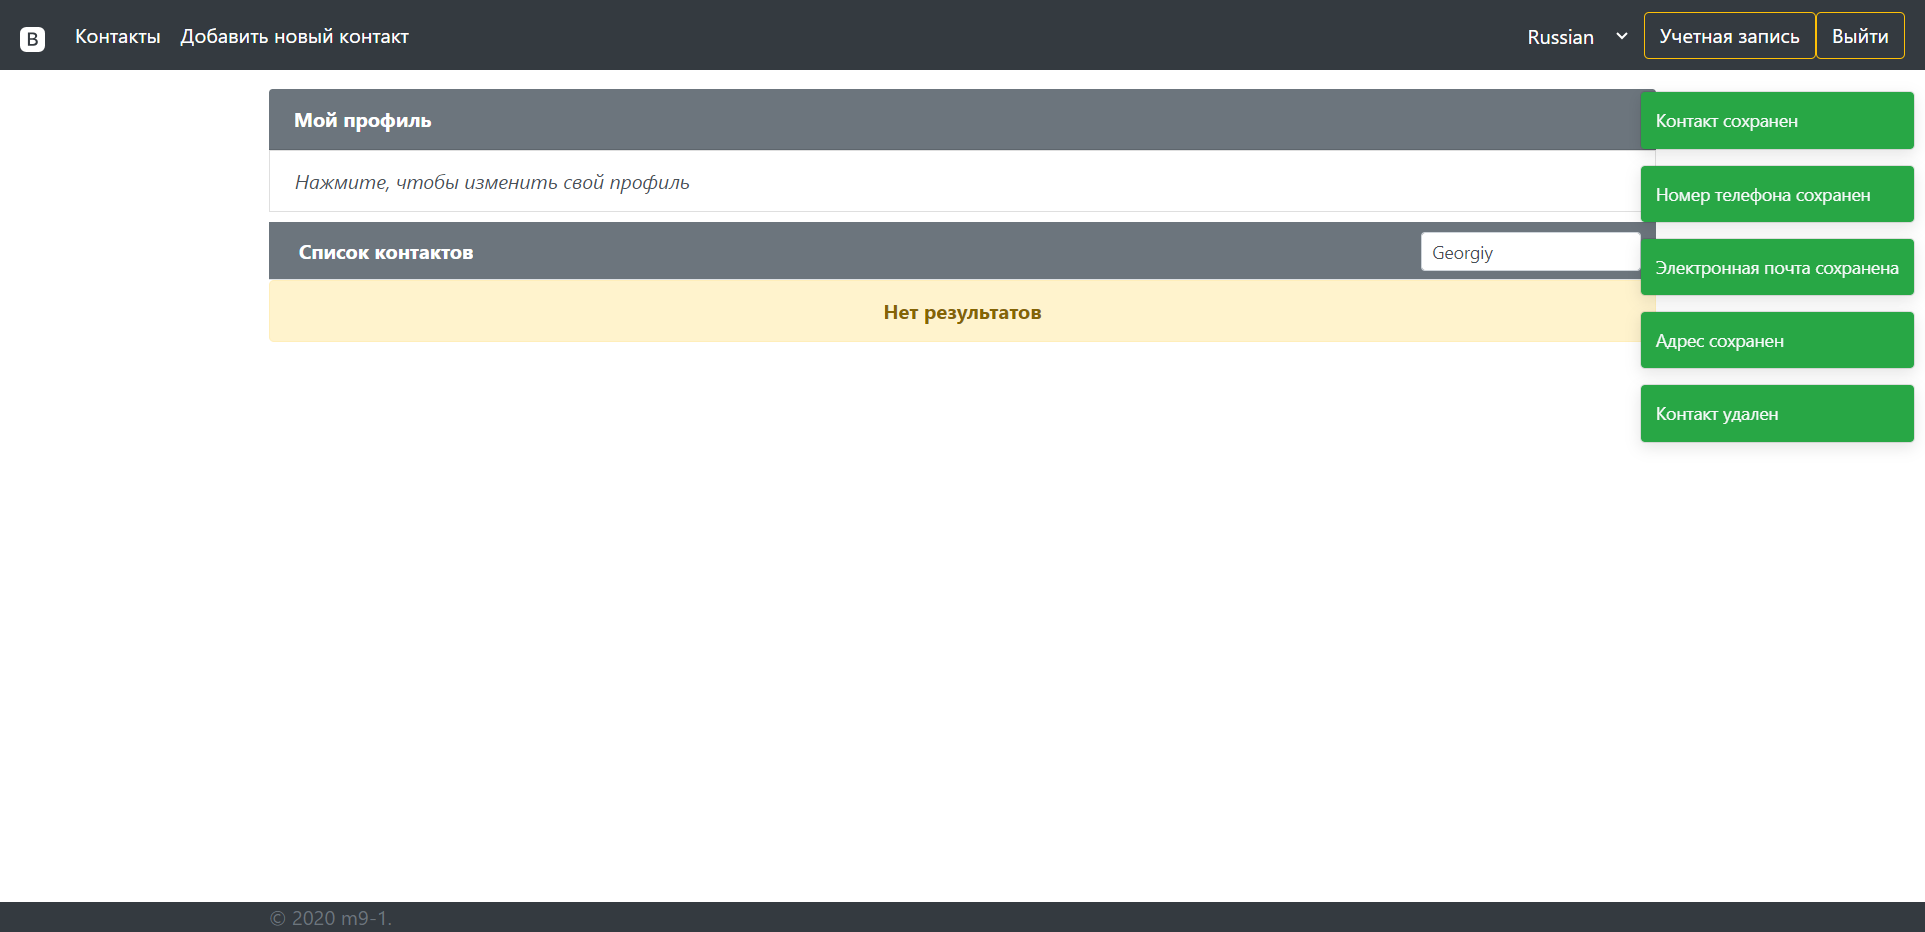 B
Контакты
Добавить новый контакт
Russian
Учетная запись
Выйти
Мой профиль
Нажмите, чтобы изменить свой профиль
Список контактов
Georgiy
Нет результатов
Контакт сохранен
Номер телефона сохранен
Электронная почта сохранена
Адрес сохранен
Контакт удален
© 2020 m9-1.